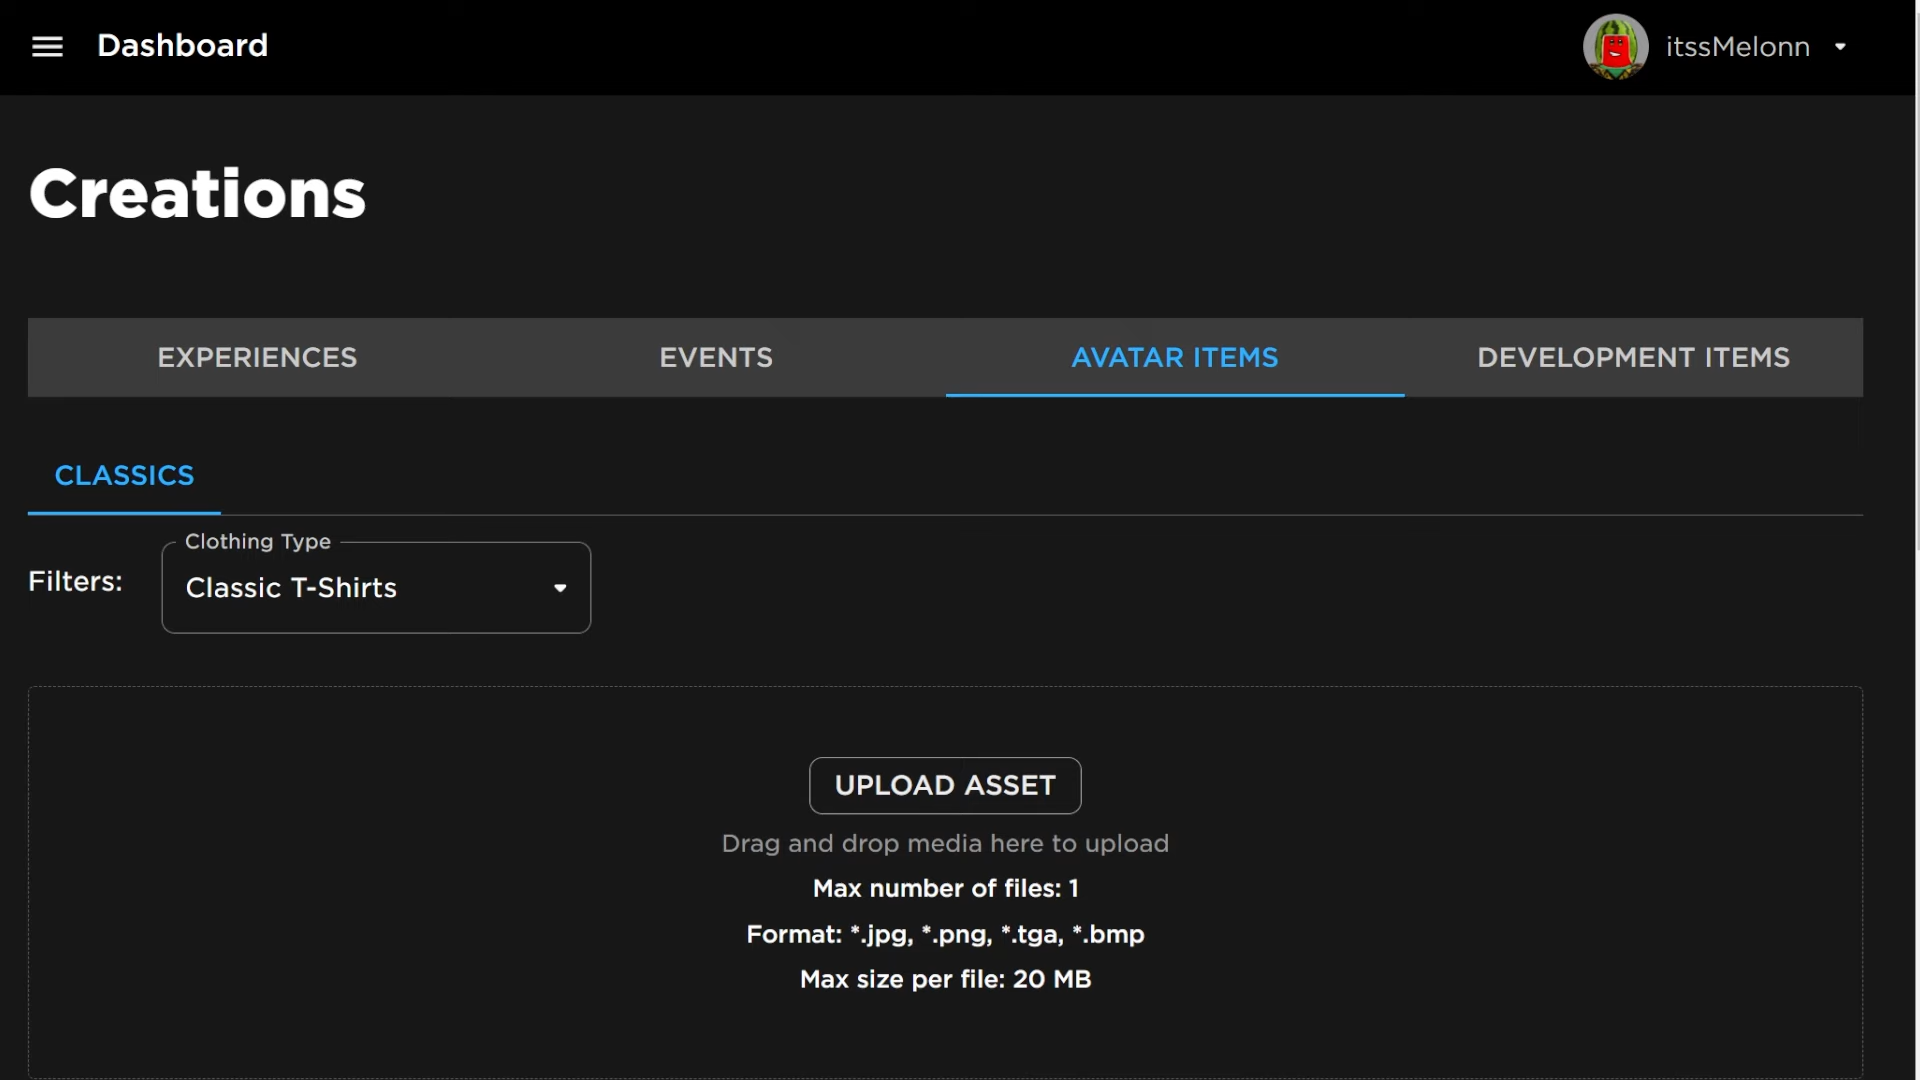 Dashboard
itssMelonn
Creations
EXPERIENCES
EVENTS
AVATAR ITEMS
DEVELOPMENT ITEMS
CLASSICS
Filters:
Clothing Type
Classic T-Shirts
UPLOAD ASSET
Drag and drop media here to upload
Max number of files: 1
Format: *.jpg, *.png, *.tga, *.bmp
Max size per file: 20 MB